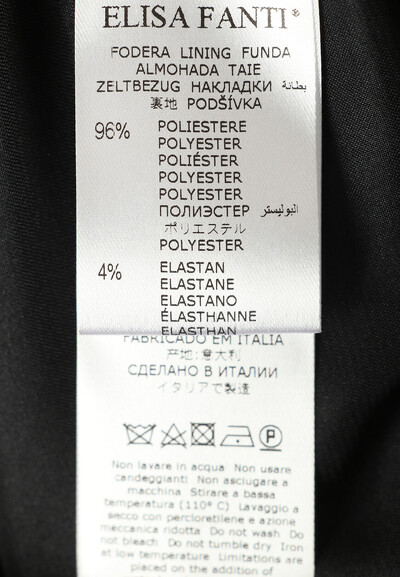 ELISA FANTI®
FODERA LINING FUNDA
ALMOHADA TAIE
ZELTBEZUG НАКЛАДКИ بطانة
裏地 PODŠÍVKA
96% POLIESTERE
POLYESTER
POLIÉSTER
POLYESTER
POLYESTER
ПОЛИЭСТЕР البوليستر
ポリエステル
POLYESTER
4% ELASTAN
ELASTANE
ELASTANO
ÉLASTHANNE
ELASTHAN
FABRICADO EM ITALIA
产地:意大利
СДЕЛАНО В ИТАЛИИ
イタリアで製造
P
Non lavare in acqua Non usare
candeggianti Non asciugare a
macchina Stirare a bassa
temperatura (110° C) Lavaggio a
secco con percloretilene e azione
meccanica ridotta Do not wash Do
not bleach Do not tumble dry Iron
at low temperature Limitations are
placed on the addition of